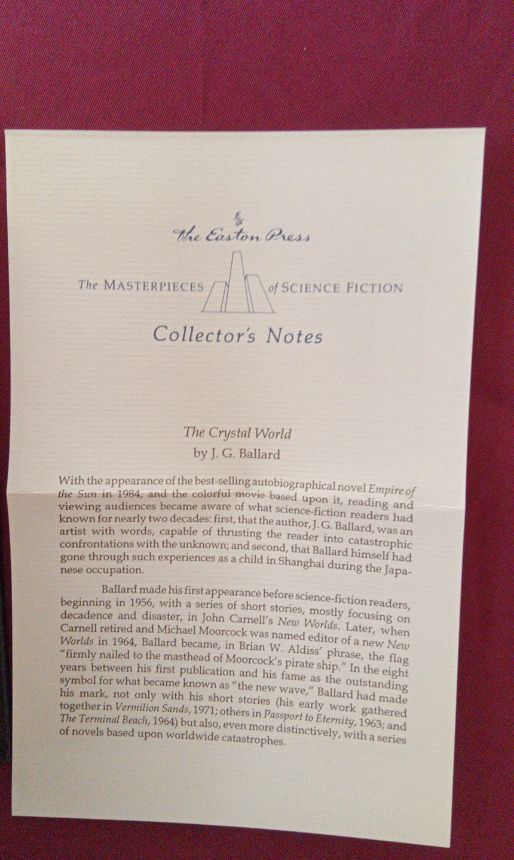 The Easton Press
The MASTERPIECES of SCIENCE FICTION
Collector's Notes
The Crystal World
by J. G. Ballard
With the appearance of the best-selling autobiographical novel Empire of
the Sun in 1984, and the colorful movie based upon it, reading and
viewing audiences became aware of what science-fiction readers had
known for nearly two decades: first, that the author, J. G. Ballard, was an
artist with words, capable of thrusting the reader into catastrophic
confrontations with the unknown; and second, that Ballard himself had
gone through such experiences as a child in Shanghai during the Japa-
nese occupation.
Ballard made his first appearance before science-fiction readers,
beginning in 1956, with a series of short stories, mostly focusing on
decadence and disaster, in John Carnell's New Worlds. Later, when
Carnell retired and Michael Moorcock was named editor of a new New
Worlds in 1964, Ballard became, in Brian W. Aldiss' phrase, the flag
"firmly nailed to the masthead of Moorcock's pirate ship." In the eight
years between his first publication and his fame as the outstanding
symbol for what became known as "the new wave," Ballard had made
his mark, not only with his short stories (his early work gathered
together in Vermilion Sands, 1971; others in Passport to Eternity, 1963; and
The Terminal Beach, 1964) but also, even more distinctively, with a series
of novels based upon worldwide catastrophes.